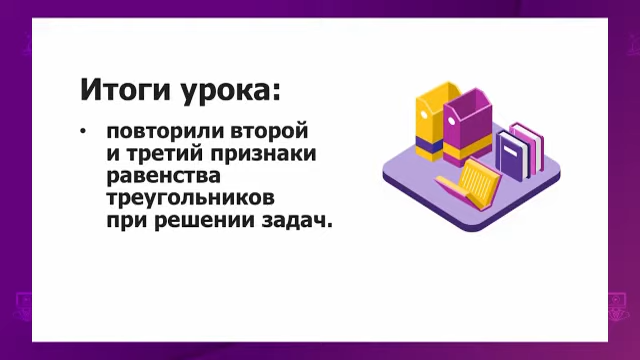 Итоги урока:
• повторили второй
и третий признаки
равенства
треугольников
при решении задач.